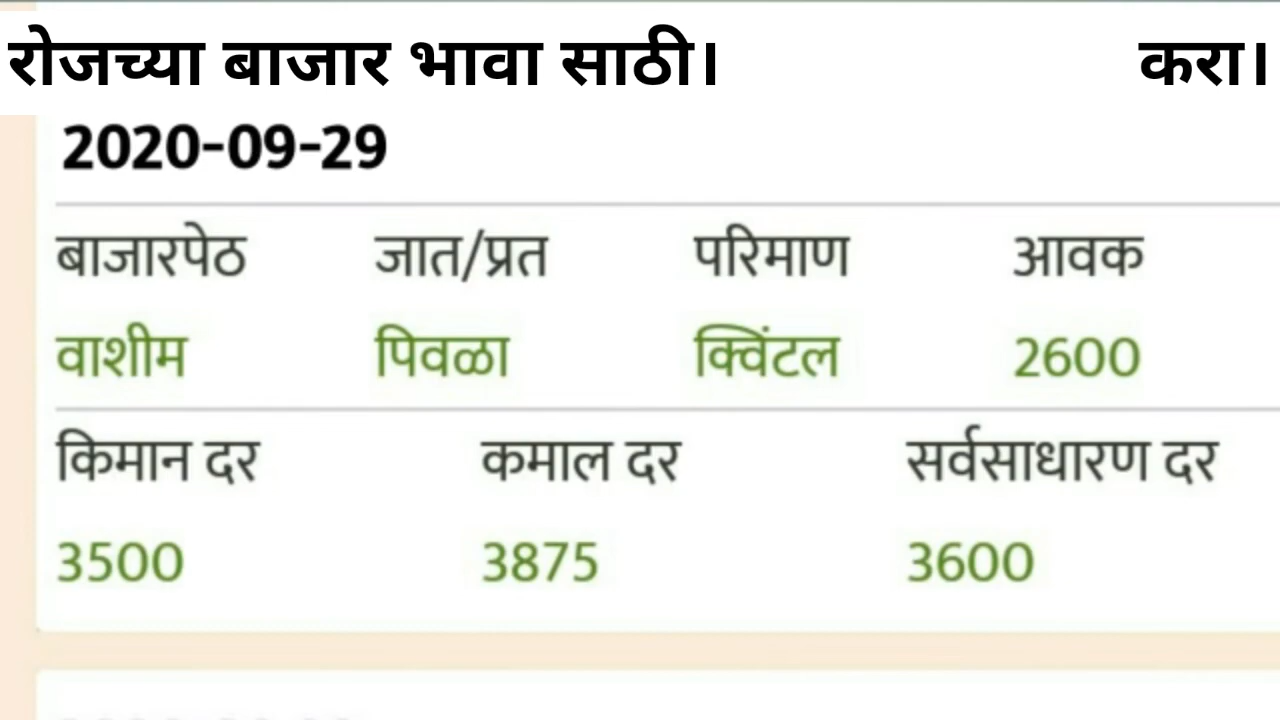 रोजच्या बाजार भावा साठी। करा।
2020-09-29
बाजारपेठ जात/प्रत परिमाण आवक
वाशीम पिवळा क्विंटल 2600
किमान दर कमाल दर सर्वसाधारण दर
3500 3875 3600